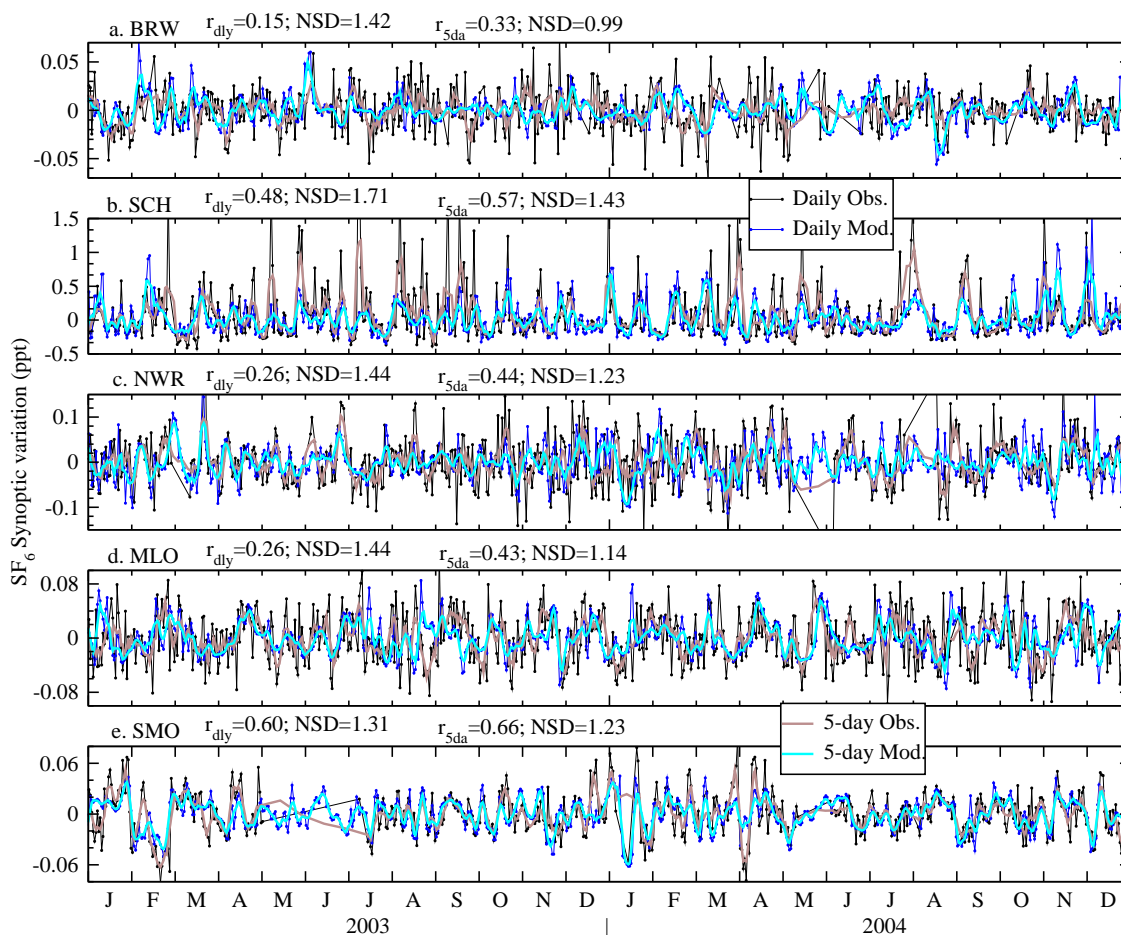 a. BRW r_dly=0.15; NSD=1.42 r_5da=0.33; NSD=0.99
0.05
0
-0.05
b. SCH r_dly=0.48; NSD=1.71 r_5da=0.57; NSD=1.43
Daily Obs.
Daily Mod.
1.5
1
0.5
0
-0.5
c. NWR r_dly=0.26; NSD=1.44 r_5da=0.44; NSD=1.23
0.1
0
-0.1
SF6 Synoptic variation (ppt)
d. MLO r_dly=0.26; NSD=1.44 r_5da=0.43; NSD=1.14
0.08
0
-0.08
e. SMO r_dly=0.60; NSD=1.31 r_5da=0.66; NSD=1.23
5-day Obs.
5-day Mod.
0.06
0
-0.06
J F M A M J J A S O N D J F M A M J J A S O N D
2003 | 2004